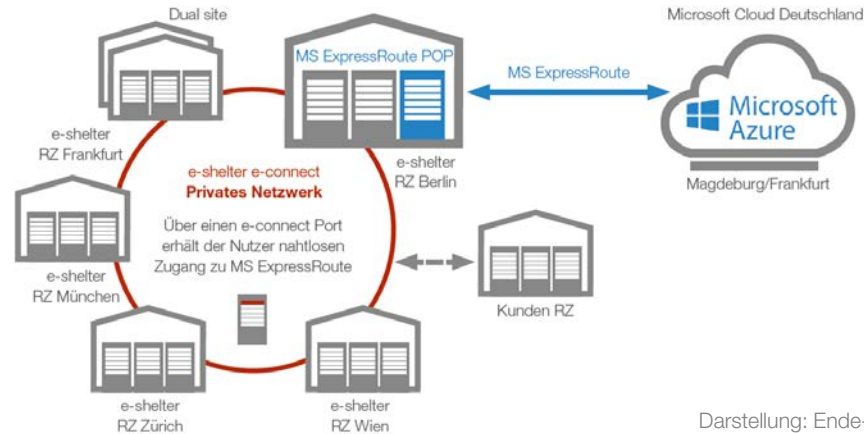 Dual site
Microsoft Cloud Deutschland
MS ExpressRoute POP
MS ExpressRoute
Microsoft
Azure
e-shelter
RZ Frankfurt
e-shelter
RZ Berlin
Magdeburg/Frankfurt
e-shelter e-connect
Privates Netzwerk
Über einen e-connect Port
erhält der Nutzer nahtlosen
Zugang zu MS ExpressRoute
e-shelter
RZ München
Kunden RZ
e-shelter
RZ Zürich
e-shelter
RZ Wien
Darstellung: Ende-